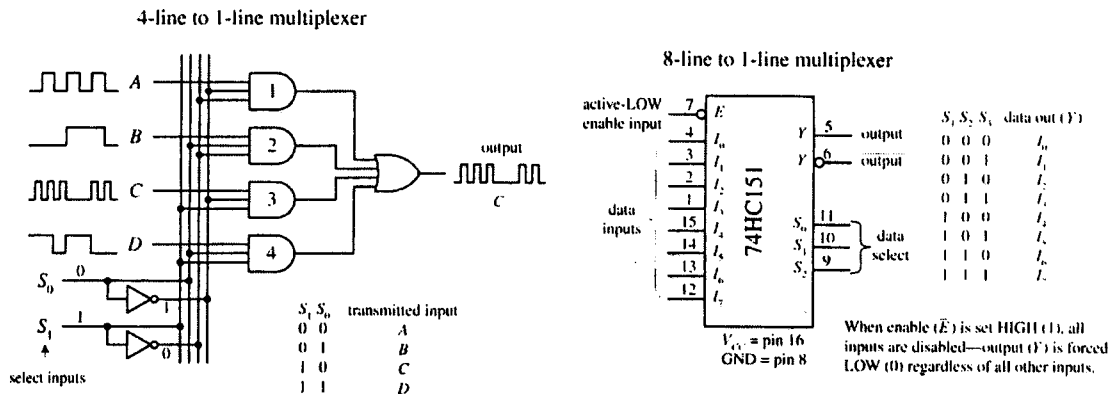 4-line to 1-line multiplexer
A
1
B
2
C
3
D
4
output
C
S₀
0
1
S₁
1
0
select inputs
S₁ S₀ transmitted input
0 0 A
0 1 B
1 0 C
1 1 D
8-line to 1-line multiplexer
active-LOW
enable input
7 E
4 I₀
3 I₁
2 I₂
1 I₃
15 I₄
14 I₅
13 I₆
12 I₇
data
inputs
74HC151
Y 5 output
Y 6 output
S₀ 11
S₁ 10
S₂ 9
data
select
VCC = pin 16
GND = pin 8
S₁ S₂ S₃ data out (Y)
0 0 0 I₀
0 0 1 I₁
0 1 0 I₂
0 1 1
1 0 0 I₄
1 0 1 I₅
1 1 0 I₆
1 1 1
When enable (E̅) is set HIGH (1), all
inputs are disabled—output (Y) is forced
LOW (0) regardless of all other inputs.